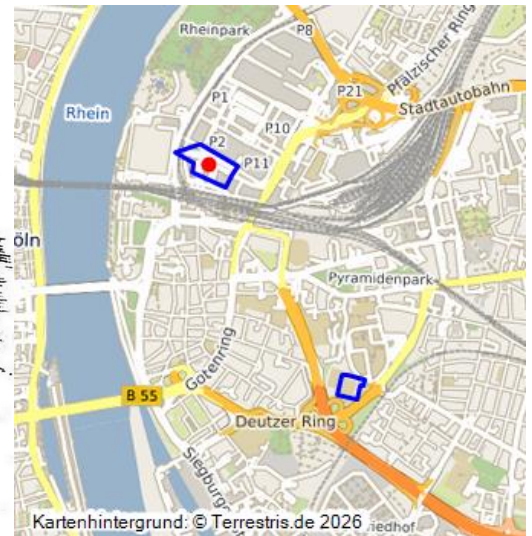 Rheinpark
P8
Pfälzischer Ring
Rhein
P1
P21
Stadtautobahn
P2
P10
P11
öln
Pyramidenpark
Gotenring
B 55
Deutzer Ring
Siegburger
Kartenhintergrund: © Terrestris.de 2026
iedhof